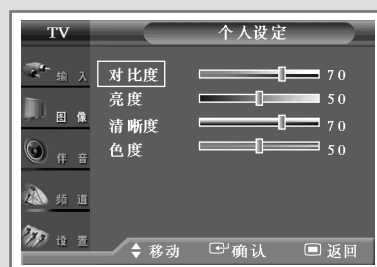 TV
个人设定
输 入
图 像
伴 音
频 道
设 置
对比度 70
亮度 50
清晰度 70
色度 50
移动 确认 返回